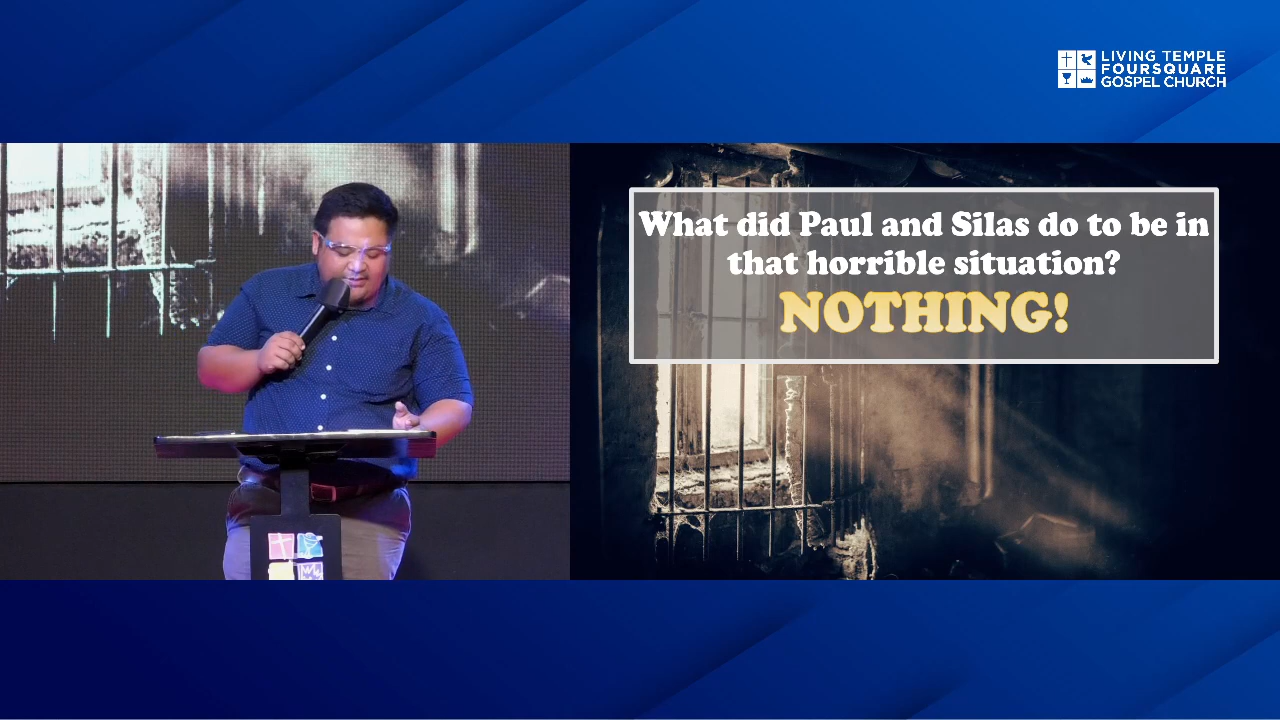 LIVING TEMPLE
FOURSQUARE
GOSPEL CHURCH
What did Paul and Silas do to be in
that horrible situation?
NOTHING!